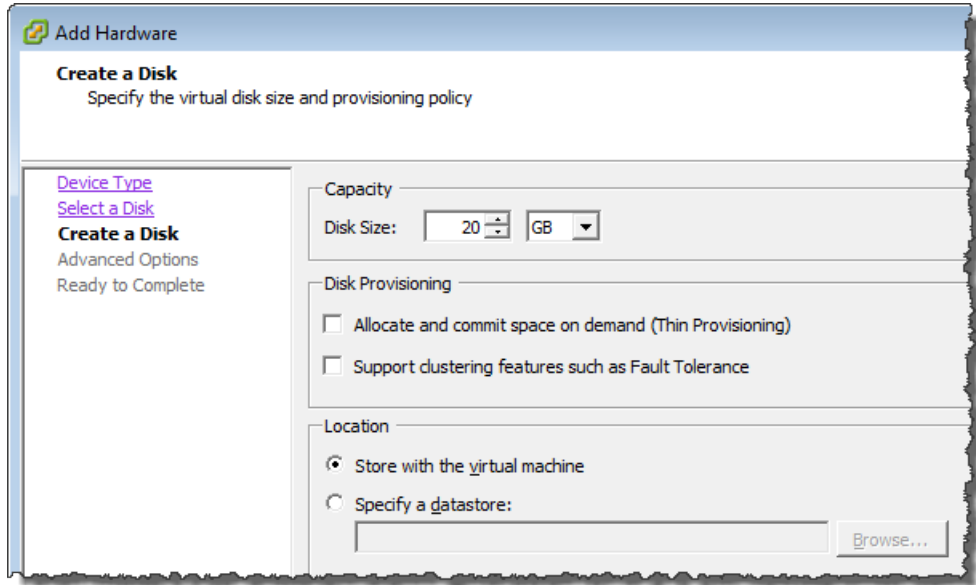 Add Hardware
Create a Disk
Specify the virtual disk size and provisioning policy
Device Type
Select a Disk
Create a Disk
Advanced Options
Ready to Complete
Capacity
Disk Size: 20 GB
Disk Provisioning
Allocate and commit space on demand (Thin Provisioning)
Support clustering features such as Fault Tolerance
Location
Store with the virtual machine
Specify a datastore:
Browse...